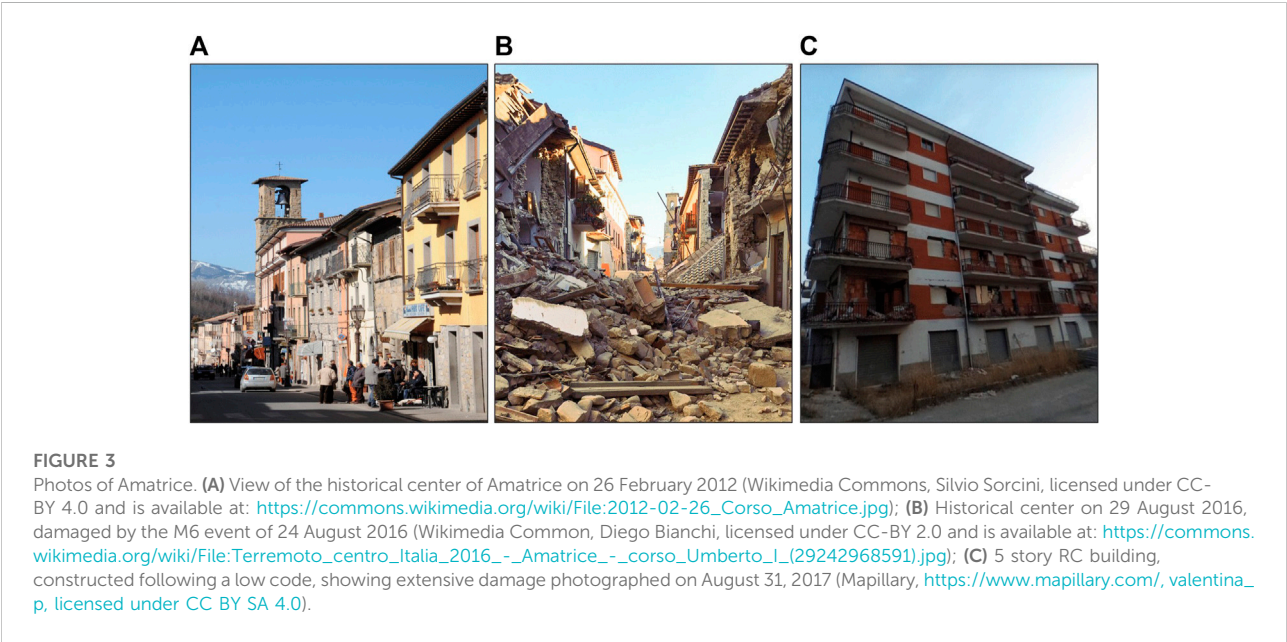 A
B
C
FIGURE 3
Photos of Amatrice. (A) View of the historical center of Amatrice on 26 February 2012 (Wikimedia Commons, Silvio Sorcini, licensed under CC-
BY 4.0 and is available at: https://commons.wikimedia.org/wiki/File:2012-02-26_Corso_Amatrice.jpg); (B) Historical center on 29 August 2016,
damaged by the M6 event of 24 August 2016 (Wikimedia Common, Diego Bianchi, licensed under CC-BY 2.0 and is available at: https://commons.
wikimedia.org/wiki/File:Terremoto_centro_Italia_2016_-_Amatrice_-_corso_Umberto_I_(29242968591).jpg); (C) 5 story RC building,
constructed following a low code, showing extensive damage photographed on August 31, 2017 (Mapillary, https://www.mapillary.com/, valentina_
p, licensed under CC BY SA 4.0).